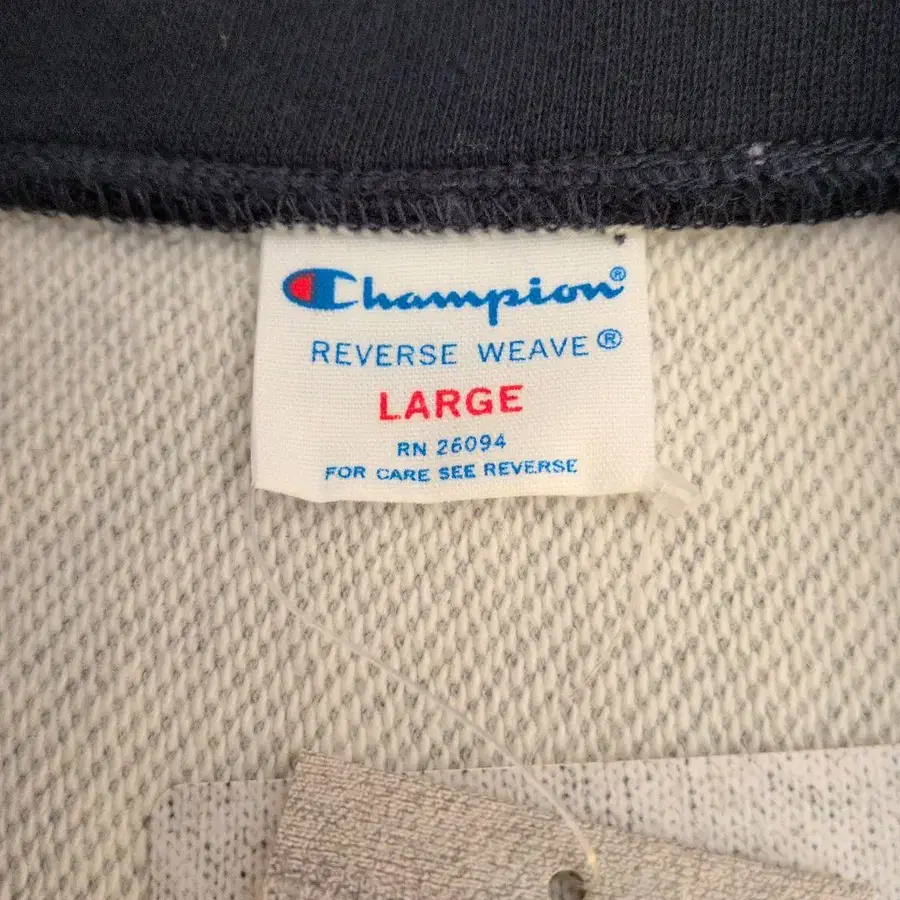 Champion®
REVERSE WEAVE®
LARGE
RN 26094
FOR CARE SEE REVERSE